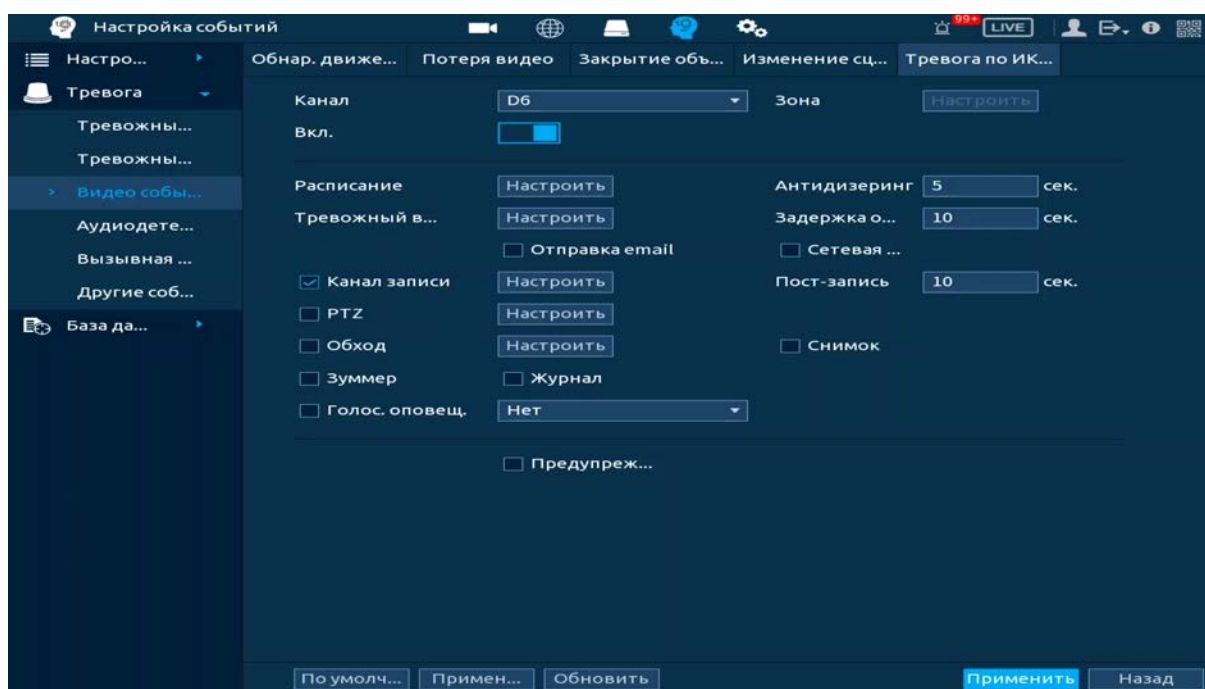 Настройка событий 99+ LIVE
Настро... Обнар. движе... Потеря видео Закрытие объ... Изменение сц... Тревога по ИК...
Тревога
Тревожны...
Тревожны...
Видео собы...
Аудиодете...
Вызывная ...
Другие соб...
База да...
Канал D6 Зона Настроить
Вкл.
Расписание Настроить Антидизеринг 5 сек.
Тревожный в... Настроить Задержка о... 10 сек.
Отправка email Сетевая ...
Канал записи Настроить Пост-запись 10 сек.
PTZ Настроить
Обход Настроить Снимок
Зуммер Журнал
Голос. оповещ. Нет
Предупреж...
По умолч... Примен... Обновить Применить Назад